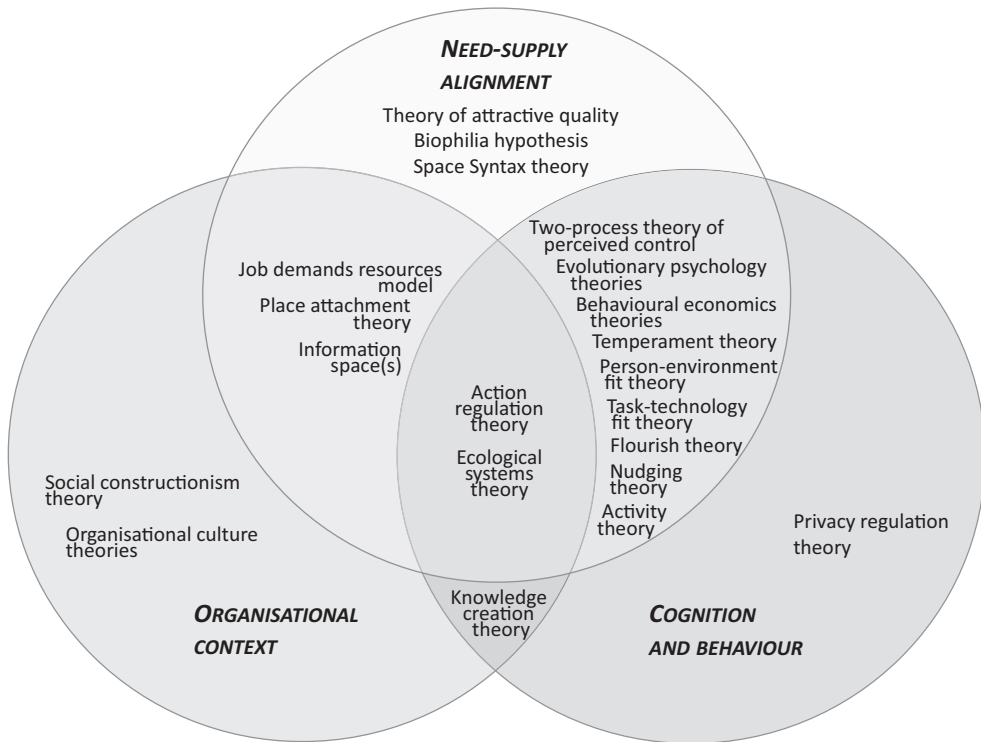 NEED-SUPPLY
ALIGNMENT
Theory of attractive quality
Biophilia hypothesis
Space Syntax theory
Job demands resources
model
Place attachment
theory
Information
space(s)
Two-process theory of
perceived control
Evolutionary psychology
theories
Behavioural economics
theories
Temperament theory
Person-environment
fit theory
Task-technology
fit theory
Flourish theory
Nudging
theory
Activity
theory
Action
regulation
theory
Ecological
systems
theory
Social constructionism
theory
Organisational culture
theories
Privacy regulation
theory
Knowledge
creation
theory
ORGANISATIONAL
CONTEXT
COGNITION
AND BEHAVIOUR